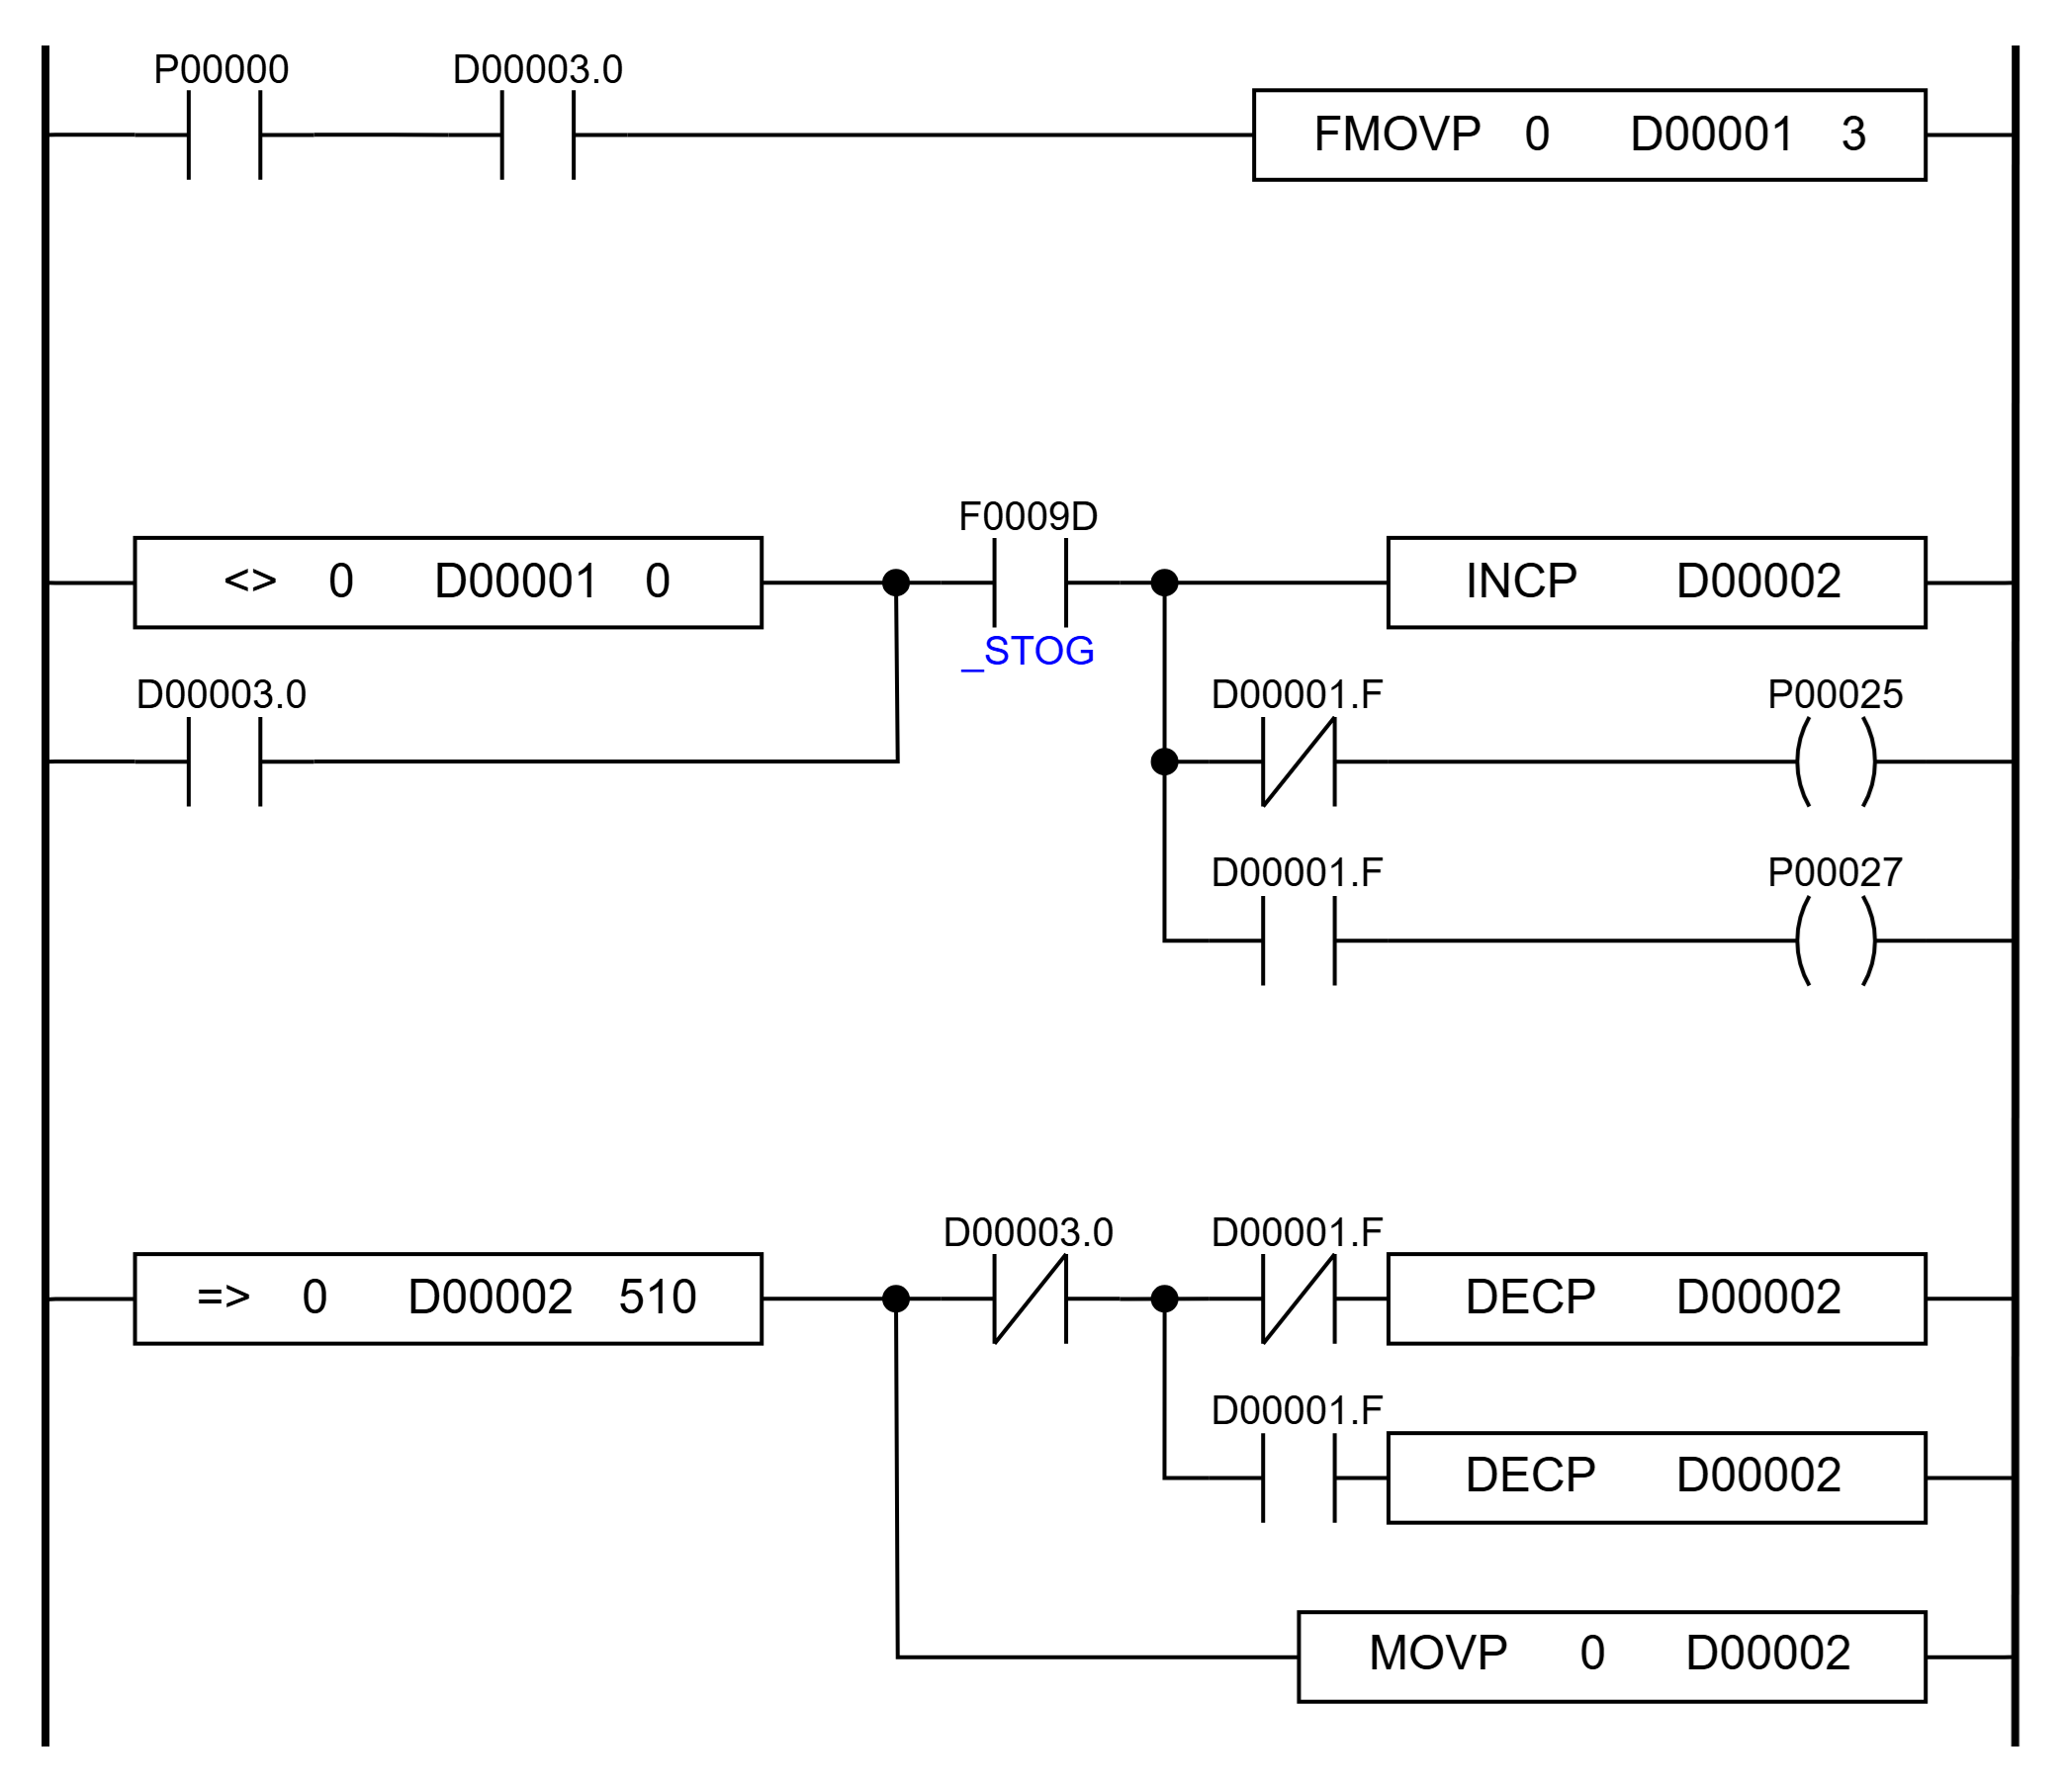 P00000 D00003.0
FMOVP 0 D00001 3
F0009D
<> 0 D00001 0 INCP D00002
_STOG
D00003.0 D00001.F P00025
D00001.F P00027
D00003.0 D00001.F
=> 0 D00002 510 DECP D00002
D00001.F
DECP D00002
MOVP 0 D00002